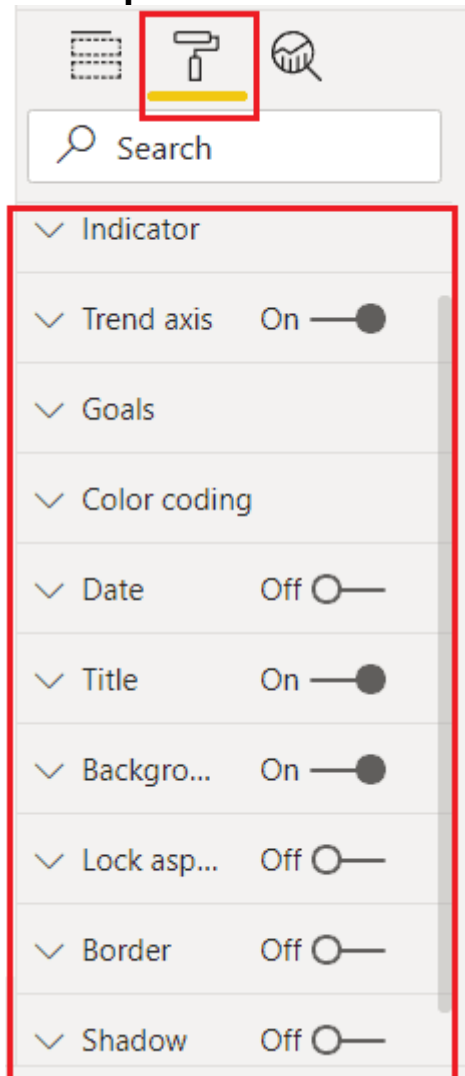 Search
Indicator
Trend axis On
Goals
Color coding
Date Off
Title On
Backgro... On
Lock asp... Off
Border Off
Shadow Off